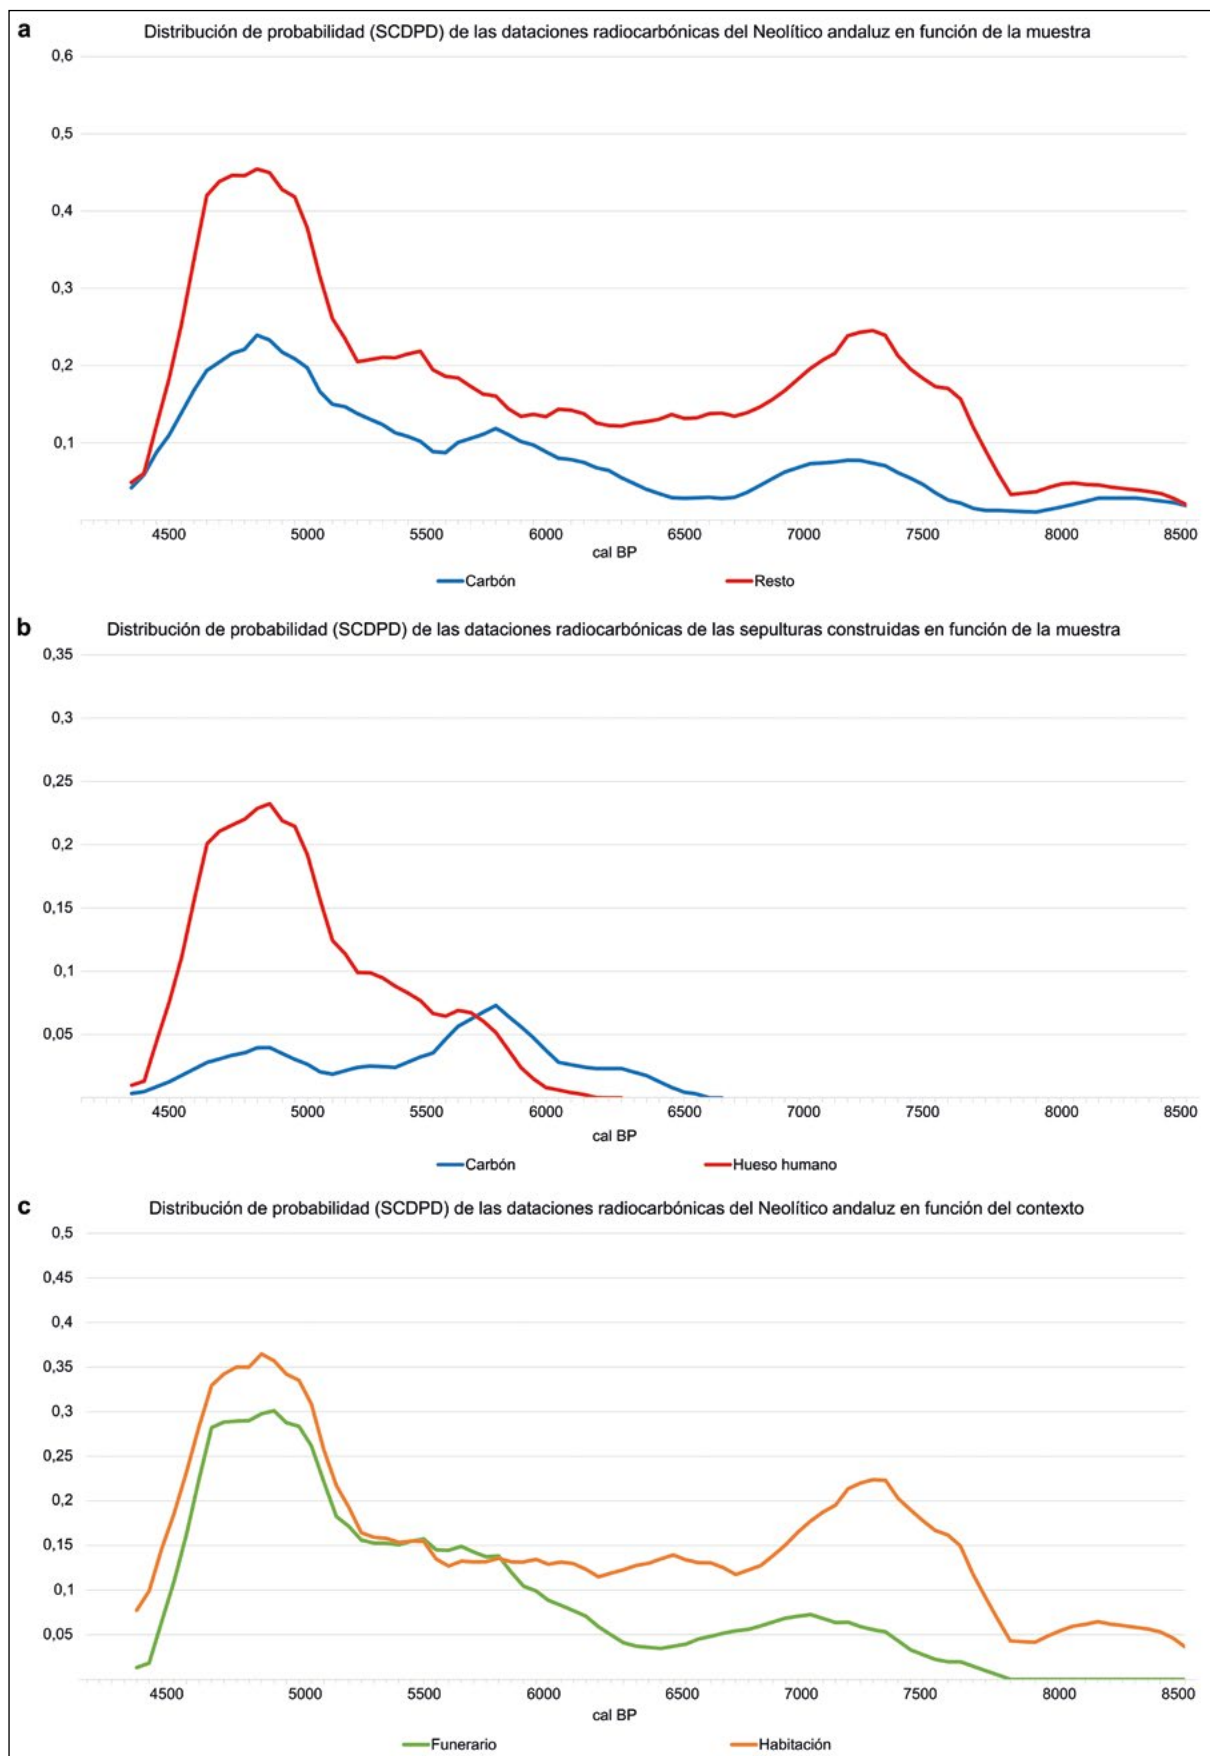 a
Distribución de probabilidad (SCDPD) de las dataciones radiocarbónicas del Neolítico andaluz en función de la muestra
0,6
0,5
0,4
0,3
0,2
0,1
4500 5000 5500 6000 6500 7000 7500 8000 8500
cal BP
Carbón Resto
b
Distribución de probabilidad (SCDPD) de las dataciones radiocarbónicas de las sepulturas construidas en función de la muestra
0,35
0,3
0,25
0,2
0,15
0,1
0,05
4500 5000 5500 6000 6500 7000 7500 8000 8500
cal BP
Carbón Hueso humano
c
Distribución de probabilidad (SCDPD) de las dataciones radiocarbónicas del Neolítico andaluz en función del contexto
0,5
0,45
0,4
0,35
0,3
0,25
0,2
0,15
0,1
0,05
4500 5000 5500 6000 6500 7000 7500 8000 8500
cal BP
Funerario Habitación